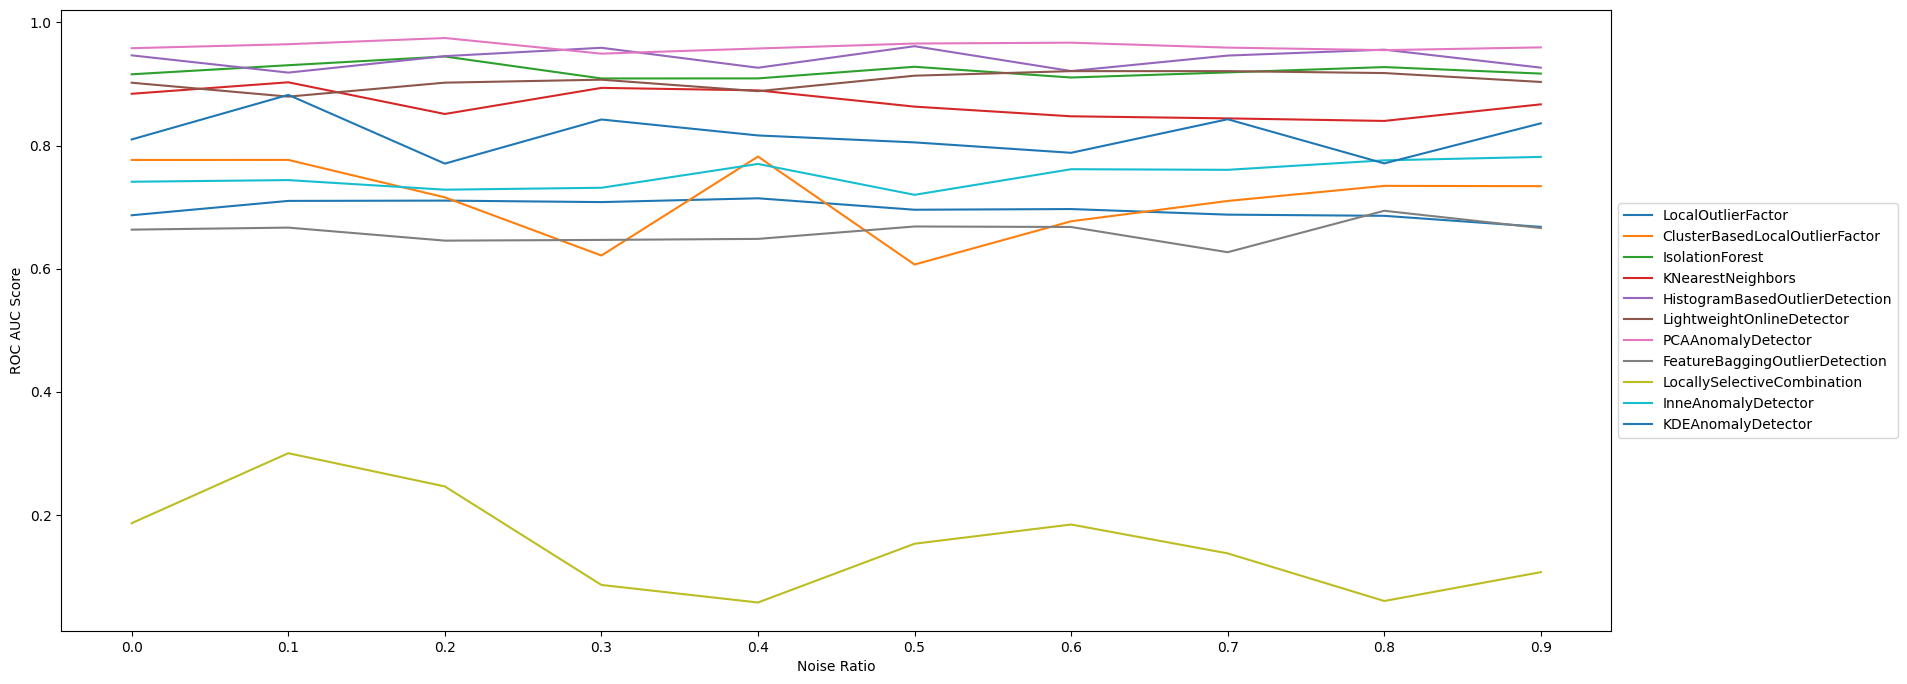 1.0
0.8
0.6
0.4
0.2
ROC AUC Score
0.0 0.1 0.2 0.3 0.4 0.5 0.6 0.7 0.8 0.9
Noise Ratio
LocalOutlierFactor
ClusterBasedLocalOutlierFactor
IsolationForest
KNearestNeighbors
HistogramBasedOutlierDetection
LightweightOnlineDetector
PCAAnomalyDetector
FeatureBaggingOutlierDetection
LocallySelectiveCombination
InneAnomalyDetector
KDEAnomalyDetector